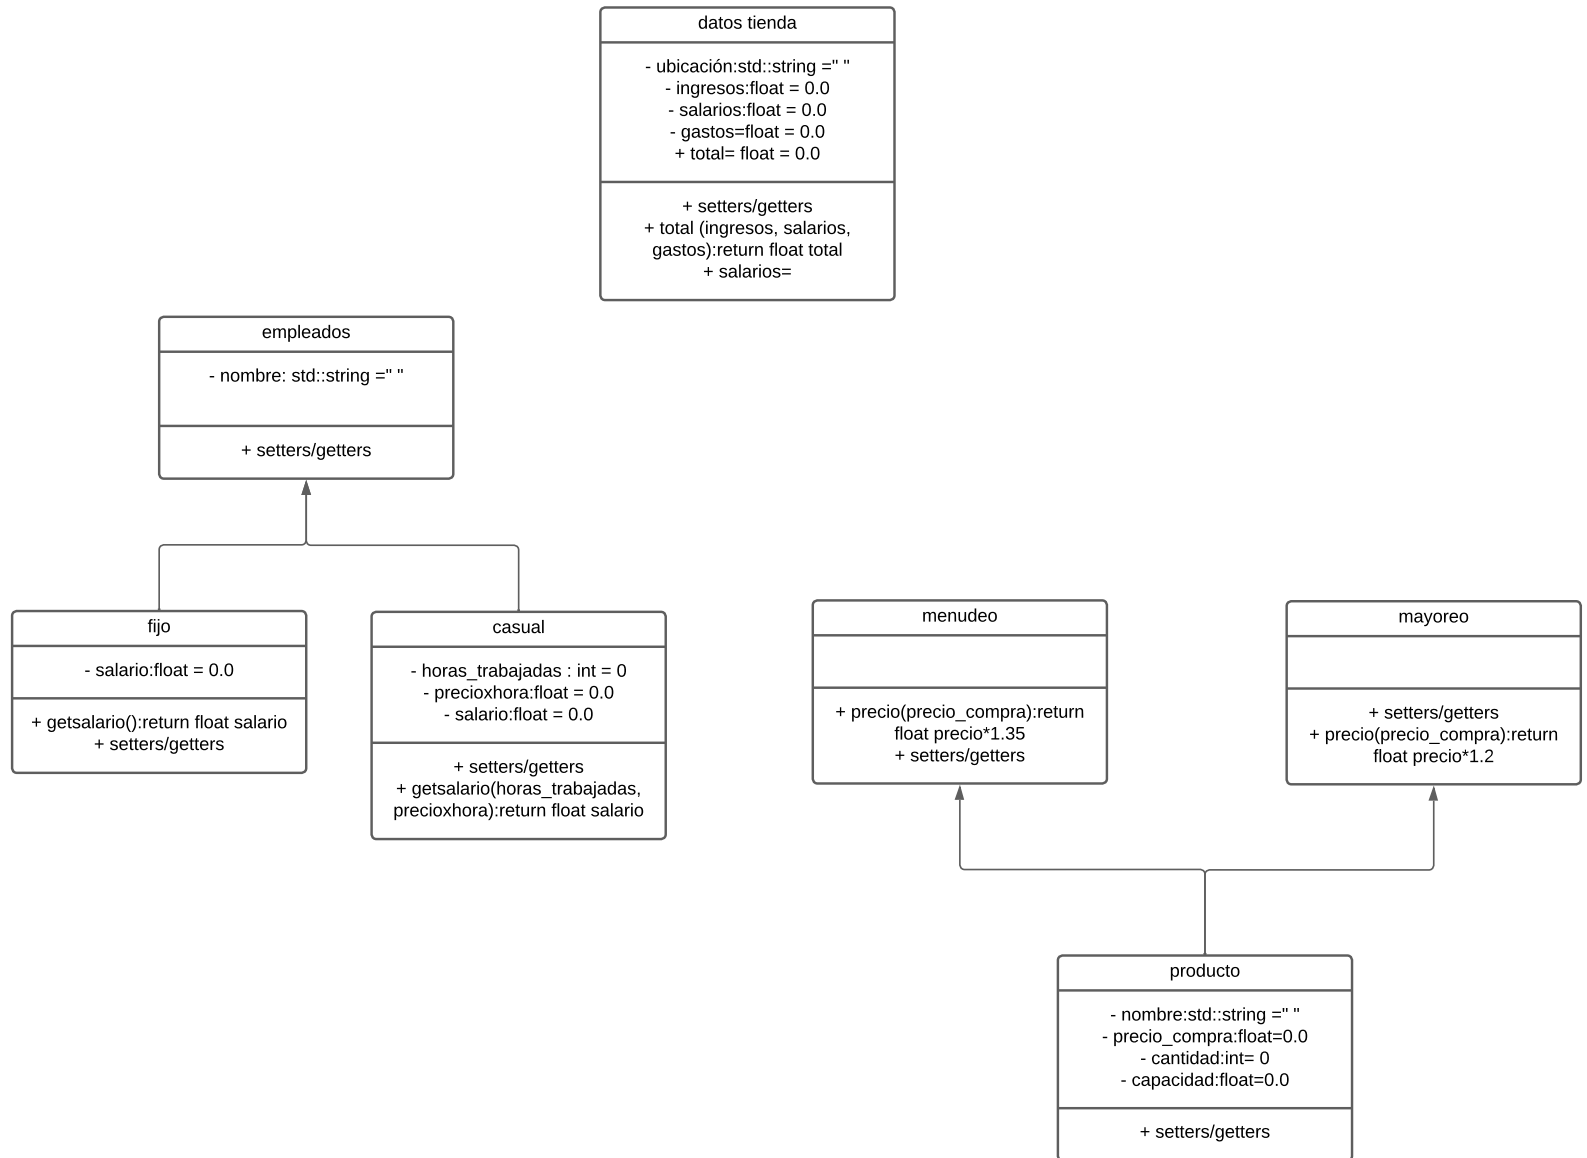 datos tienda
- ubicación:std::string =" "
- ingresos:float = 0.0
- salarios:float = 0.0
- gastos=float = 0.0
+ total= float = 0.0
+ setters/getters
+ total (ingresos, salarios,
gastos):return float total
+ salarios=
empleados
- nombre: std::string =" "
+ setters/getters
fijo
- salario:float = 0.0
+ getsalario():return float salario
+ setters/getters
casual
- horas_trabajadas : int = 0
- precioxhora:float = 0.0
- salario:float = 0.0
+ setters/getters
+ getsalario(horas_trabajadas,
precioxhora):return float salario
menudeo
+ precio(precio_compra):return
float precio*1.35
+ setters/getters
mayoreo
+ setters/getters
+ precio(precio_compra):return
float precio*1.2
producto
- nombre:std::string =" "
- precio_compra:float=0.0
- cantidad:int= 0
- capacidad:float=0.0
+ setters/getters